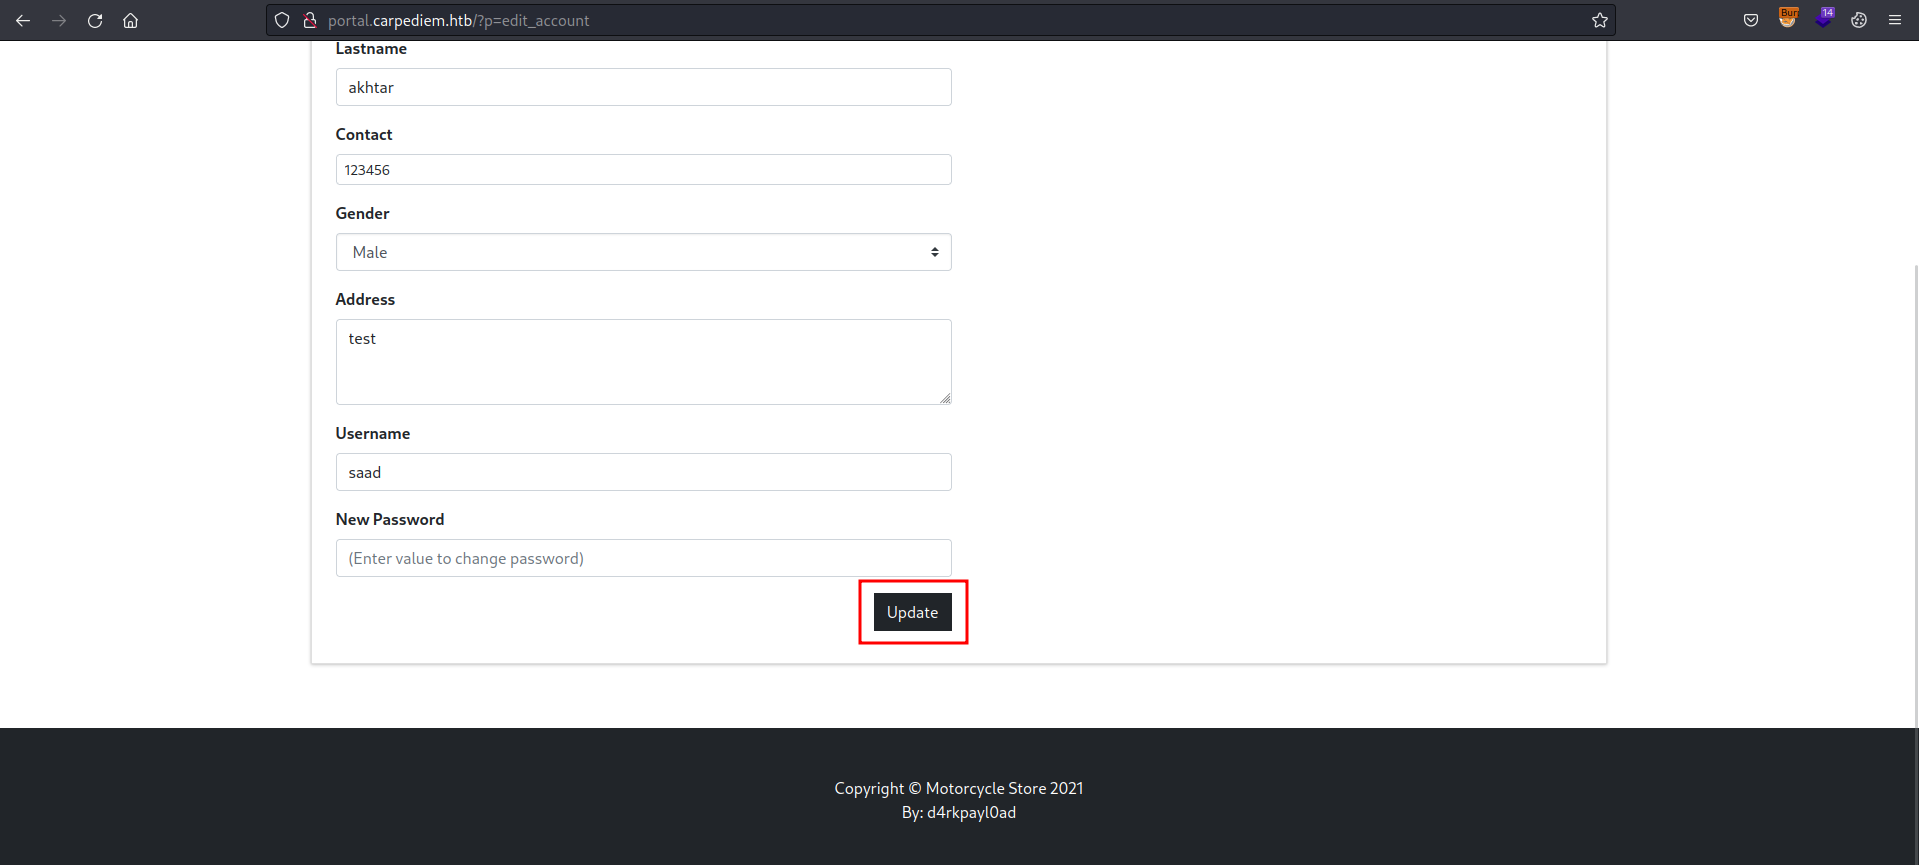 portal.carpediem.htb/?p=edit_account
Burp
14
Lastname
akhtar
Contact
123456
Gender
Male
Address
test
Username
saad
New Password
(Enter value to change password)
Update
Copyright © Motorcycle Store 2021
By: d4rkpayl0ad